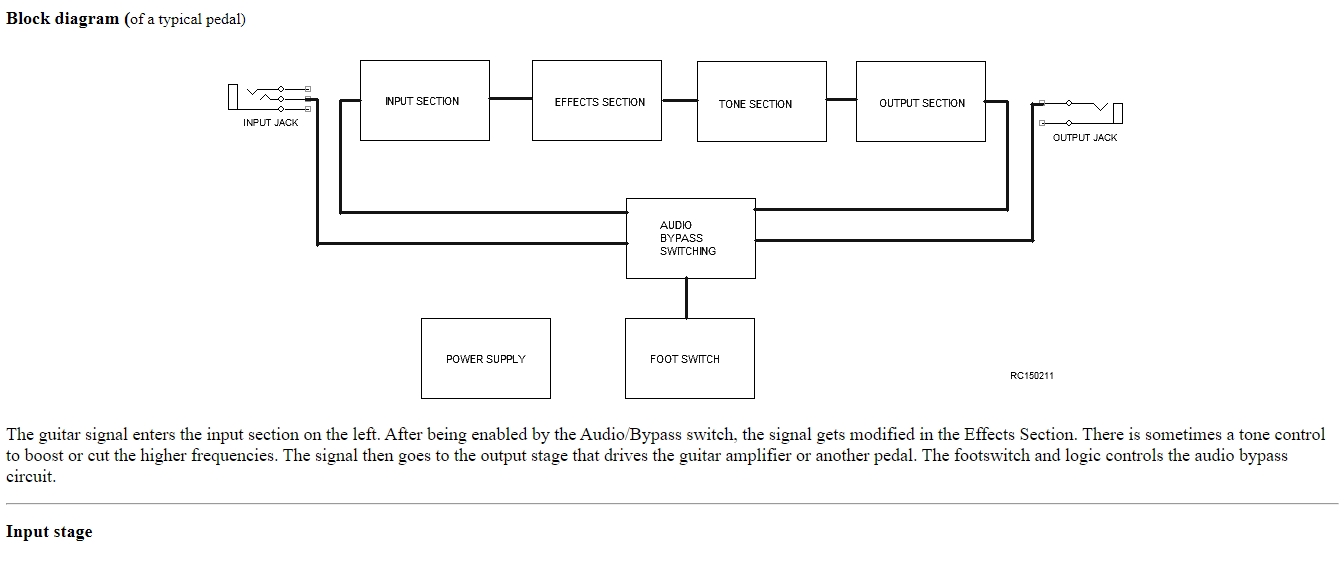 Block diagram (of a typical pedal)
INPUT SECTION
EFFECTS SECTION
TONE SECTION
OUTPUT SECTION
INPUT JACK
OUTPUT JACK
AUDIO
BYPASS
SWITCHING
POWER SUPPLY
FOOT SWITCH
RC150211
The guitar signal enters the input section on the left. After being enabled by the Audio/Bypass switch, the signal gets modified in the Effects Section. There is sometimes a tone control
to boost or cut the higher frequencies. The signal then goes to the output stage that drives the guitar amplifier or another pedal. The footswitch and logic controls the audio bypass
circuit.
Input stage